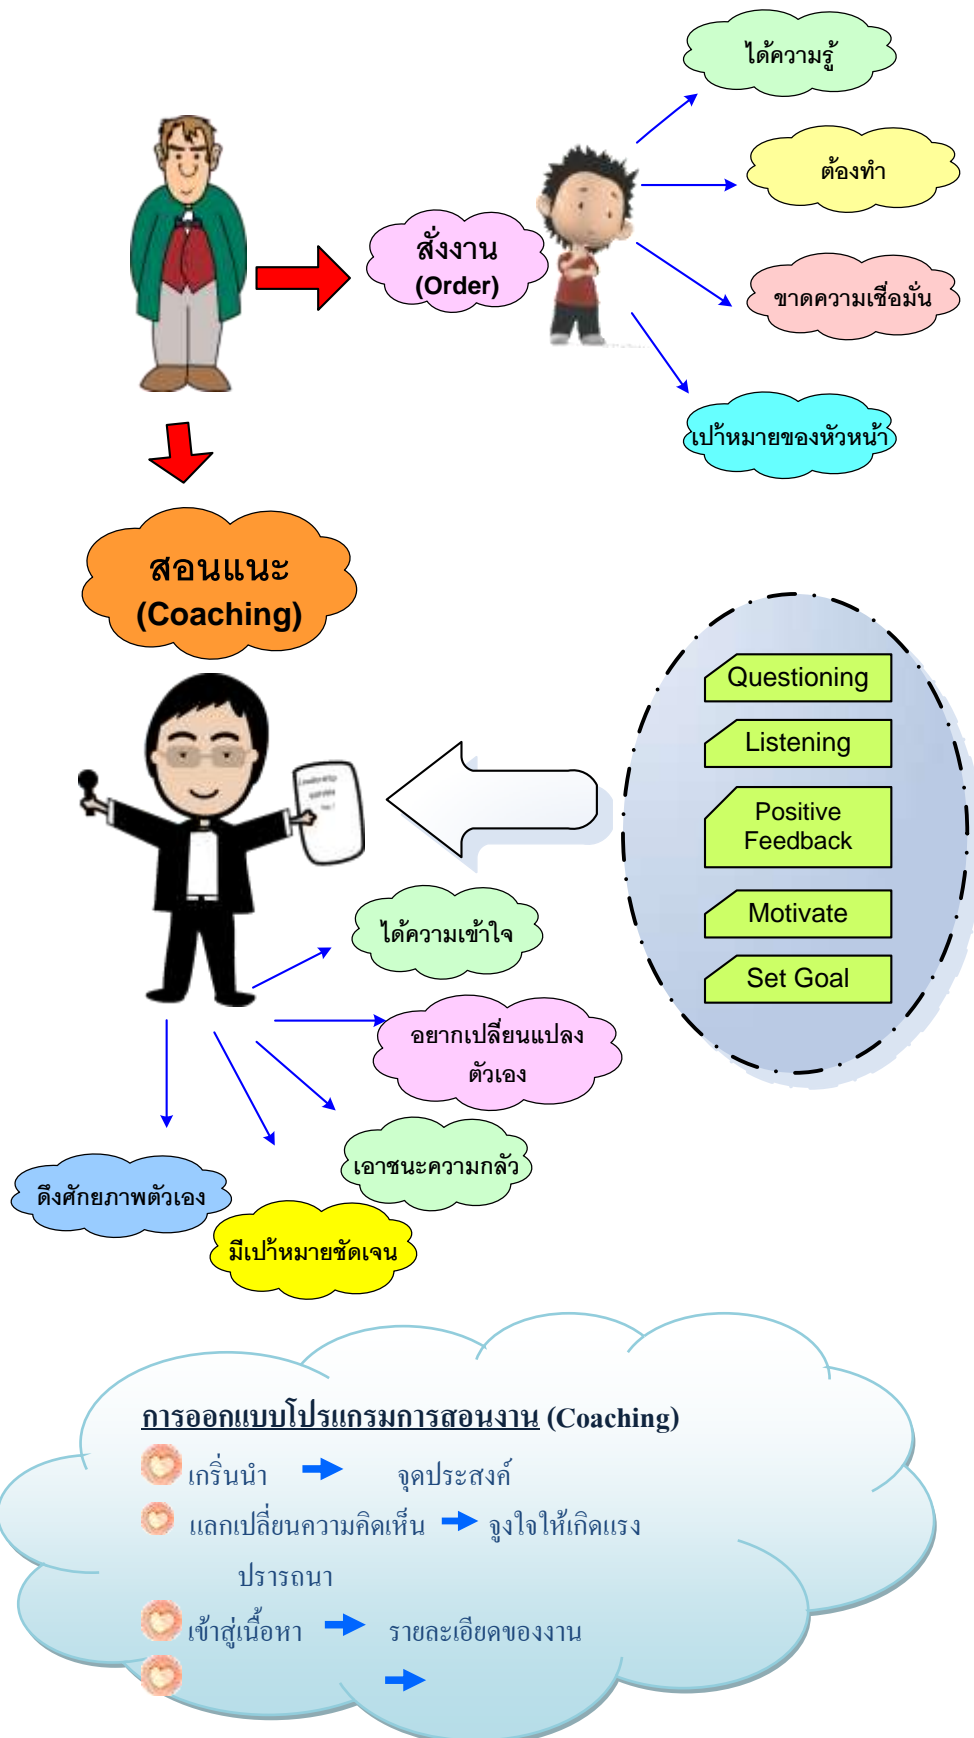 ได้ความรู้
ต้องทำ
สั่งงาน
(Order)
ขาดความเชื่อมั่น
เป้าหมายของหัวหน้า
สอนแนะ
(Coaching)
Questioning
Listening
Positive
Feedback
Motivate
Set Goal
ได้ความเข้าใจ
อยากเปลี่ยนแปลง
ตัวเอง
เอาชนะความกลัว
ดึงศักยภาพตัวเอง
มีเป้าหมายชัดเจน
การออกแบบโปรแกรมการสอนงาน (Coaching)
เกริ่นนำ จุดประสงค์
แลกเปลี่ยนความคิดเห็น จูงใจให้เกิดแรง
ปรารถนา
เข้าสู่เนื้อหา รายละเอียดของงาน